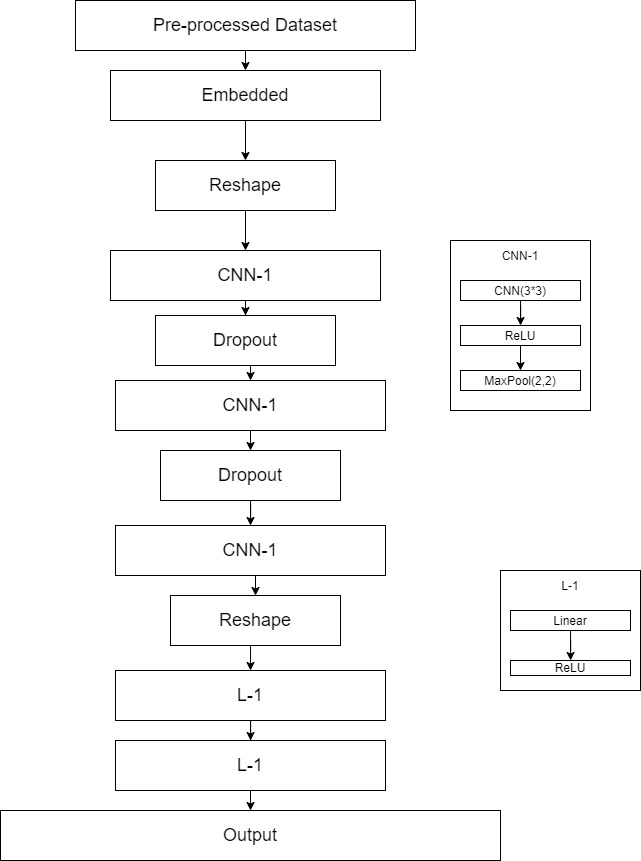 Pre-processed Dataset
Embedded
Reshape
CNN-1
Dropout
CNN-1
Dropout
CNN-1
Reshape
L-1
L-1
Output
CNN-1
CNN(3*3)
ReLU
MaxPool(2,2)
L-1
Linear
ReLU